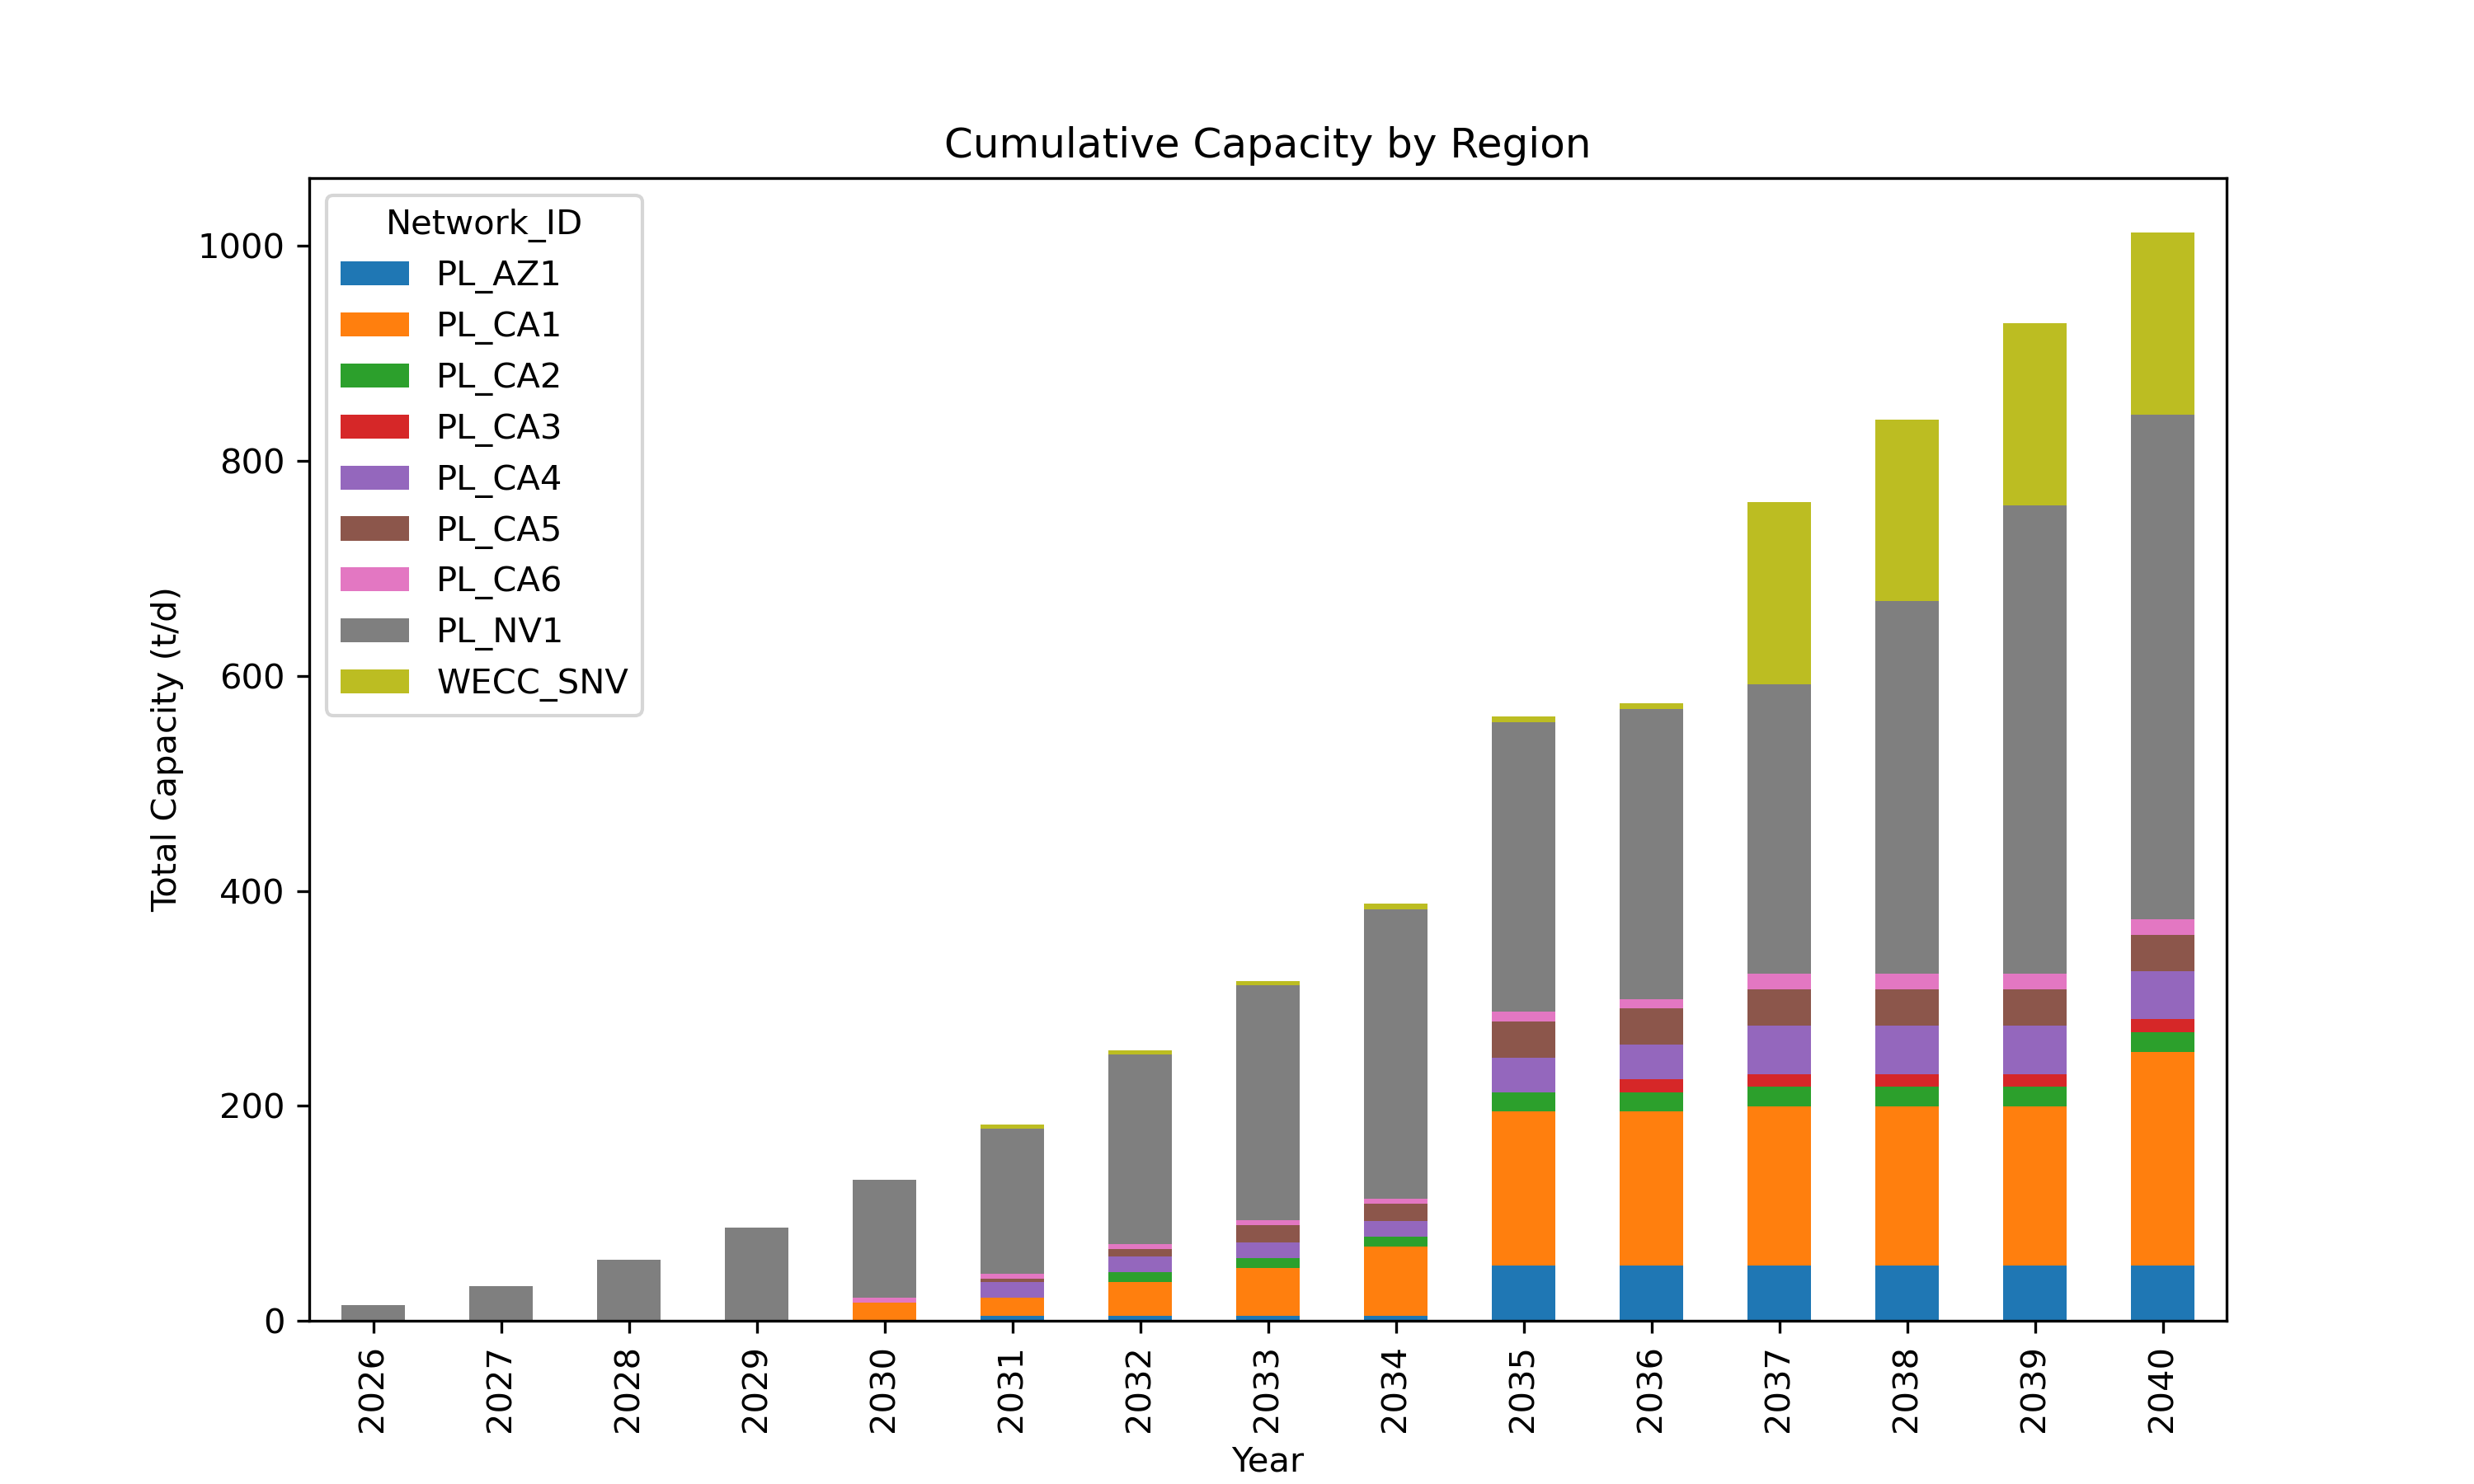 Cumulative Capacity by Region
Network_ID
PL_AZ1
PL_CA1
PL_CA2
PL_CA3
PL_CA4
PL_CA5
PL_CA6
PL_NV1
WECC_SNV
Total Capacity (t/d)
1000
800
600
400
200
0
2026
2027
2028
2029
2030
2031
2032
2033
2034
2035
2036
2037
2038
2039
2040
Year